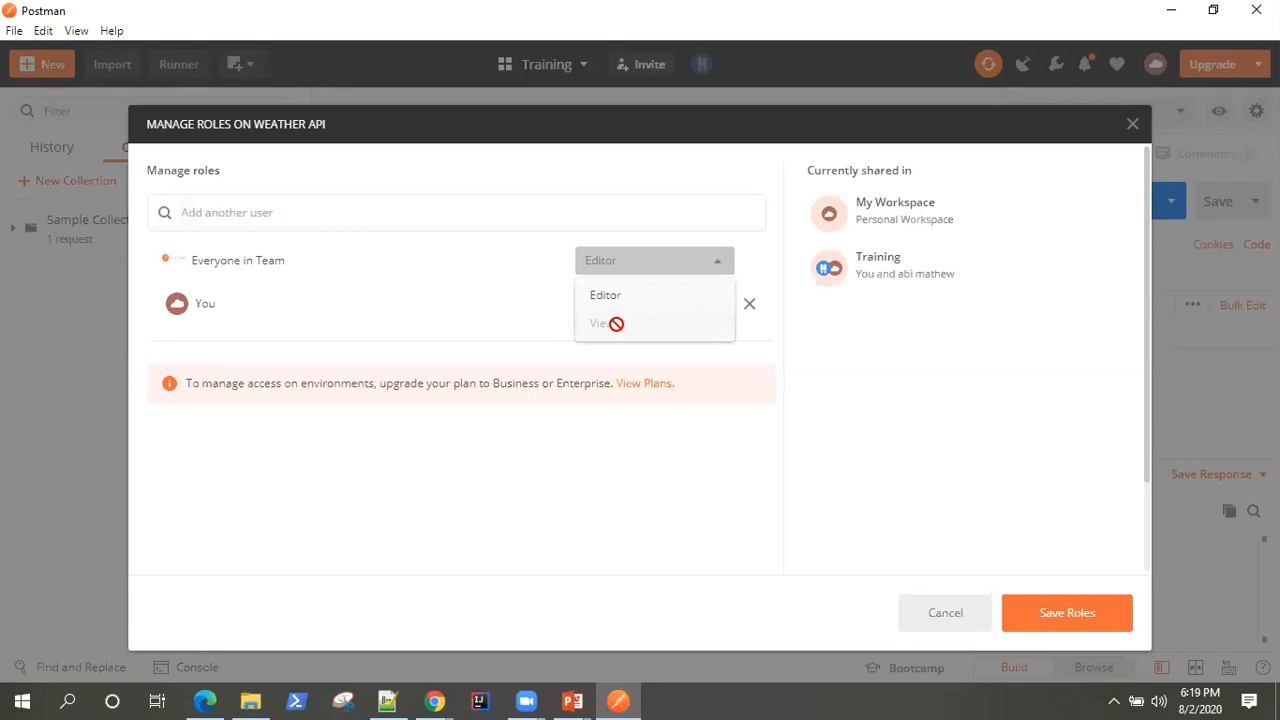 Postman
File Edit View Help
New Import Runner Training Invite Upgrade
Filter
MANAGE ROLES ON WEATHER API
History
Manage roles
Currently shared in
Comments
New Collection
My Workspace
Personal Workspace
Add another user
Save
Sample Collect
1 request
Cookies Code
Everyone in Team
Editor
Training
You and abi mathew
Editor
You
Bulk Edit
To manage access on environments, upgrade your plan to Business or Enterprise. View Plans.
Save Response
Cancel
Save Roles
Find and Replace Console Bootcamp Build Browse
6:19 PM
8/2/2020